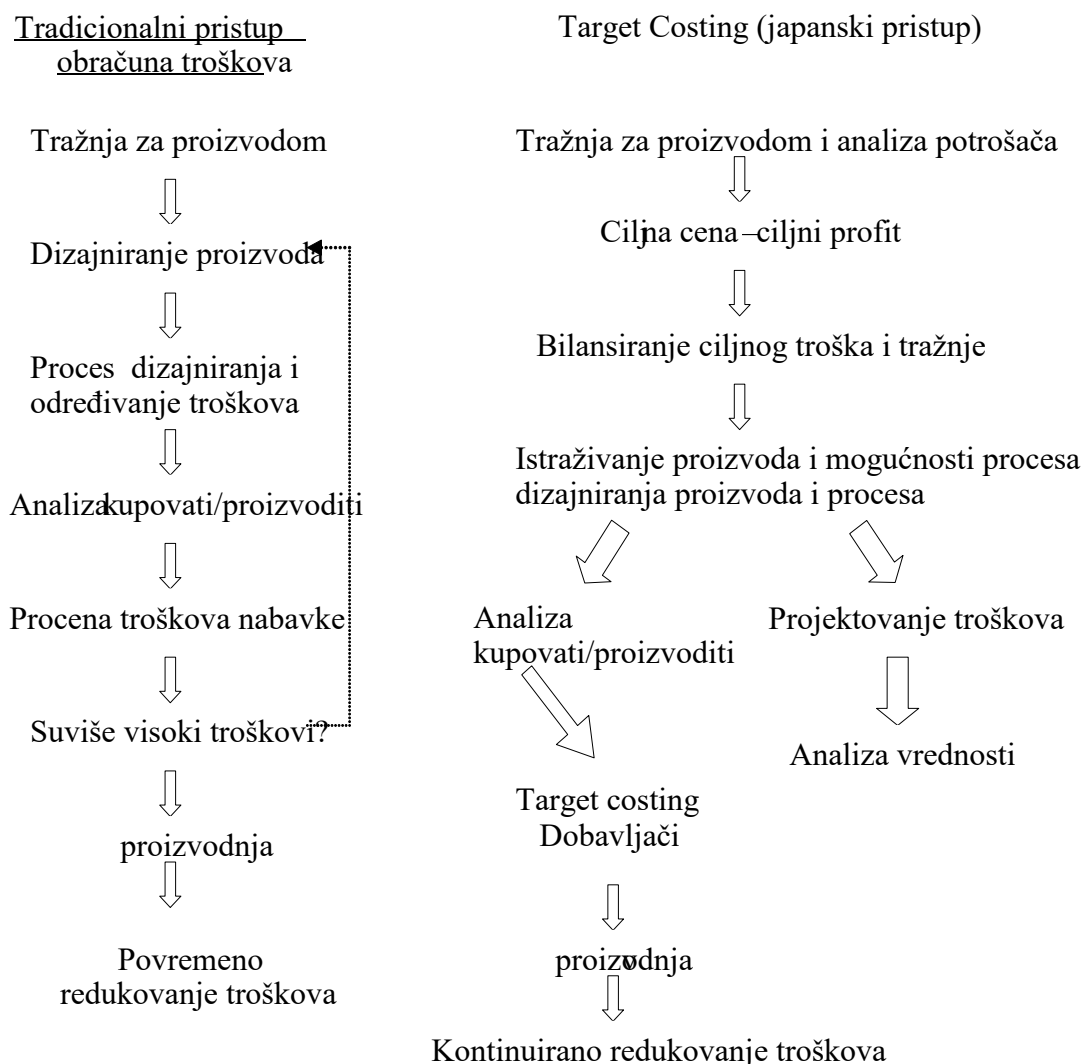 Tradicionalni pristup
obračuna troškova
Tražnja za proizvodom
Dizajniranje proizvoda
Proces dizajniranja i
određivanje troškova
Analiza kupovati/proizvoditi
Procena troškova nabavke
Suviše visoki troškovi?
proizvodnja
Povremeno
redukovanje troškova
Target Costing (japanski pristup)
Tražnja za proizvodom i analiza potrošača
Ciljna cena –ciljni profit
Bilansiranje ciljnog troška i tražnje
Istraživanje proizvoda i mogućnosti procesa
dizajniranja proizvoda i procesa
Analiza
kupovati/proizvoditi
Projektovanje troškova
Analiza vrednosti
Target costing
Dobavljači
proizvodnja
Kontinuirano redukovanje troškova